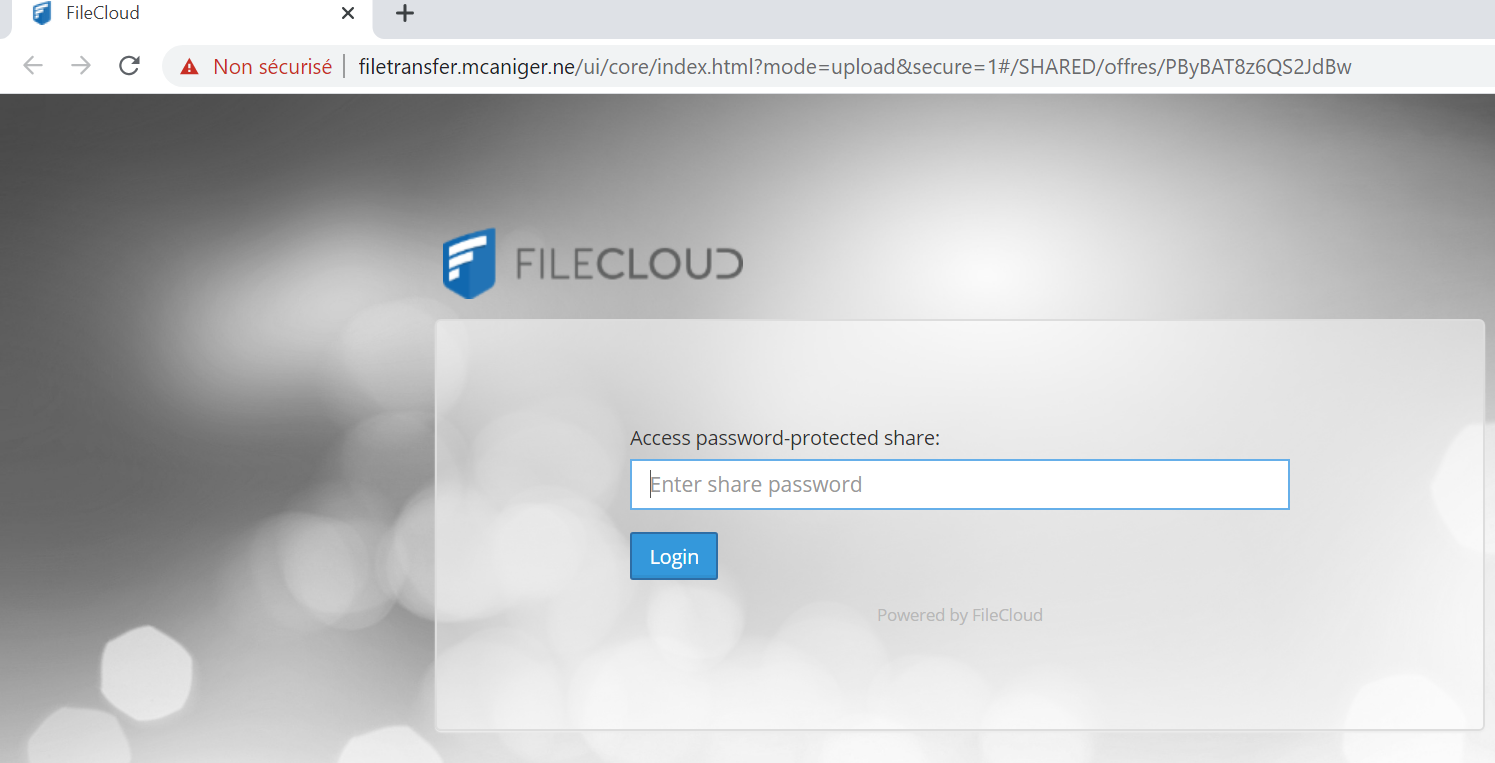 FileCloud
Non sécurisé filetransfer.mcaniger.ne/ui/core/index.html?mode=upload&secure=1#/SHARED/offres/PByBAT8z6QS2JdBw
FILECLOUD
Access password-protected share:
Enter share password
Login
Powered by FileCloud